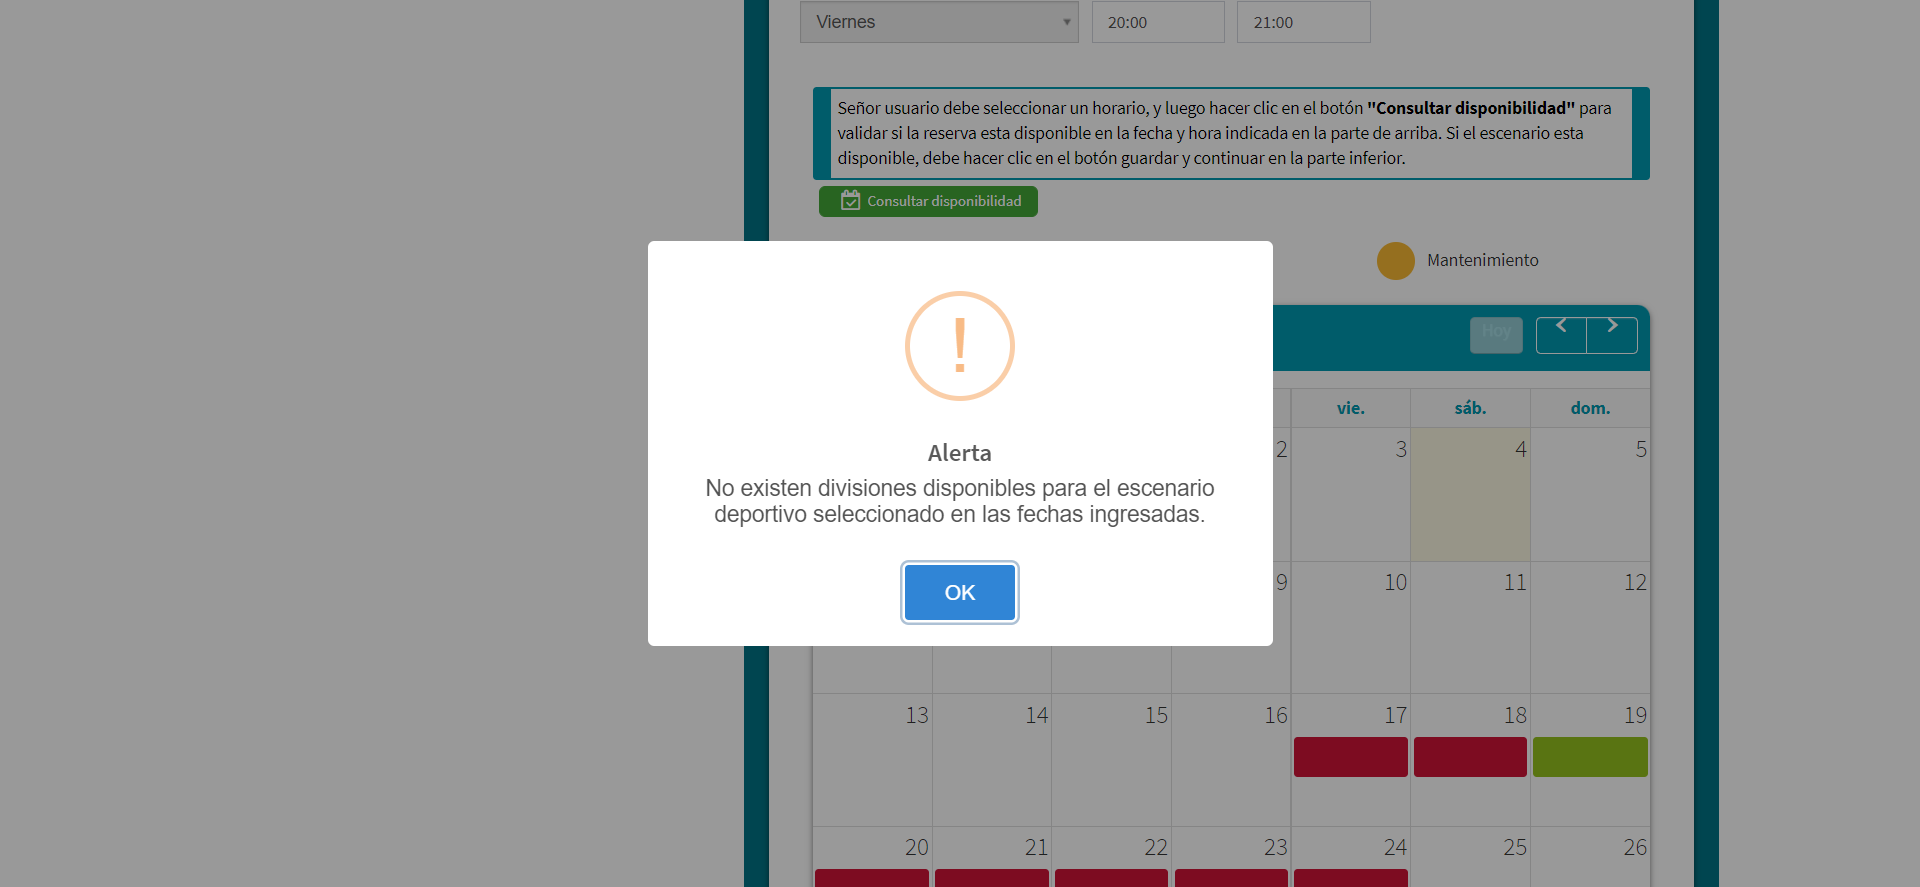 Viernes
20:00
21:00
Señor usuario debe seleccionar un horario, y luego hacer clic en el botón "Consultar disponibilidad" para
validar si la reserva esta disponible en la fecha y hora indicada en la parte de arriba. Si el escenario esta
disponible, debe hacer clic en el botón guardar y continuar en la parte inferior.
Consultar disponibilidad
Mantenimiento
Hoy
Alerta
No existen divisiones disponibles para el escenario
deportivo seleccionado en las fechas ingresadas.
OK
vie. sáb. dom.
2 3 4 5
9 10 11 12
13 14 15 16 17 18 19
20 21 22 23 24 25 26